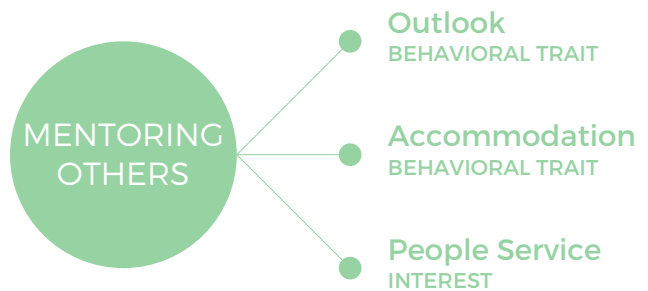 MENTORING
OTHERS
Outlook
BEHAVIORAL TRAIT
Accommodation
BEHAVIORAL TRAIT
People Service
INTEREST